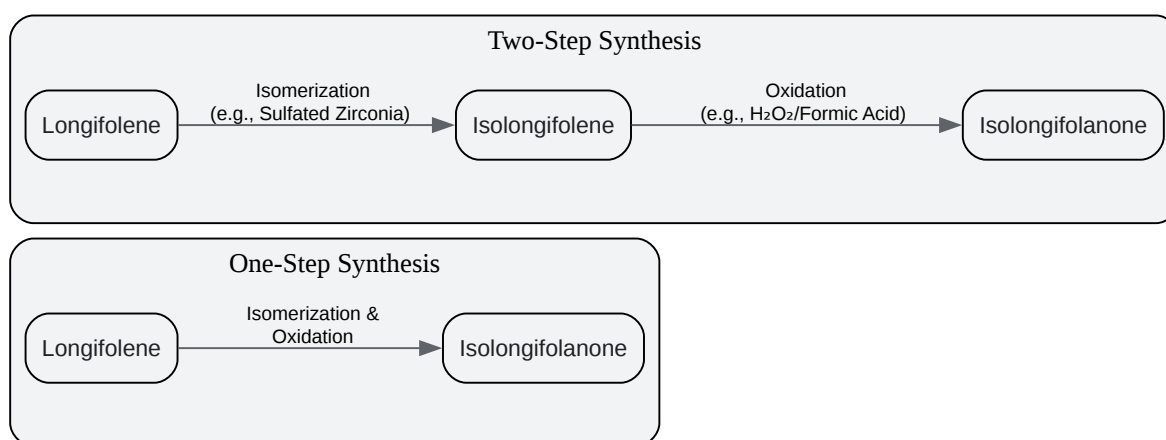 Two-Step Synthesis
Isomerization
(e.g., Sulfated Zirconia)
Oxidation
(e.g., H₂O₂/Formic Acid)
Longifolene
Isolongifolene
Isolongifolanone
One-Step Synthesis
Isomerization &
Oxidation
Longifolene
Isolongifolanone